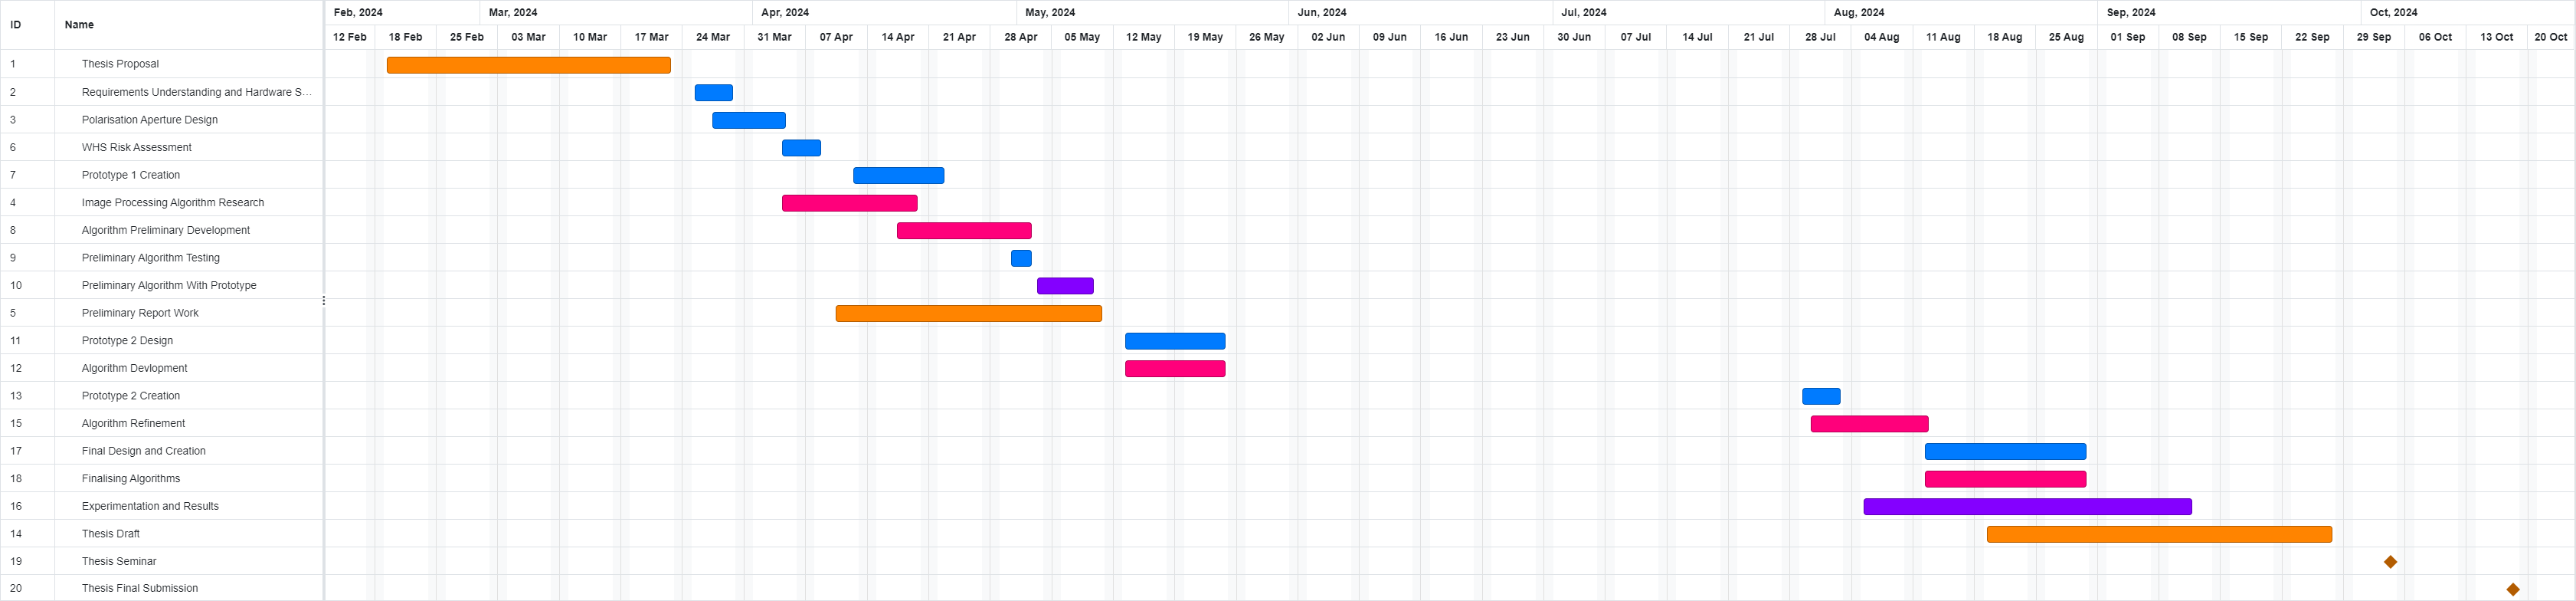 ID Name Feb, 2024 Mar, 2024 Apr, 2024 May, 2024 Jun, 2024 Jul, 2024 Aug, 2024 Sep, 2024 Oct, 2024
12 Feb 18 Feb 25 Feb 03 Mar 10 Mar 17 Mar 24 Mar 31 Mar 07 Apr 14 Apr 21 Apr 28 Apr 05 May 12 May 19 May 26 May 02 Jun 09 Jun 16 Jun 23 Jun 30 Jun 07 Jul 14 Jul 21 Jul 28 Jul 04 Aug 11 Aug 18 Aug 25 Aug 01 Sep 08 Sep 15 Sep 22 Sep 29 Sep 06 Oct 13 Oct 20 Oct
1 Thesis Proposal
2 Requirements Understanding and Hardware S...
3 Polarisation Aperture Design
6 WHS Risk Assessment
7 Prototype 1 Creation
4 Image Processing Algorithm Research
8 Algorithm Preliminary Development
9 Preliminary Algorithm Testing
10 Preliminary Algorithm With Prototype
5 Preliminary Report Work
11 Prototype 2 Design
12 Algorithm Devlopment
13 Prototype 2 Creation
15 Algorithm Refinement
17 Final Design and Creation
18 Finalising Algorithms
16 Experimentation and Results
14 Thesis Draft
19 Thesis Seminar
20 Thesis Final Submission